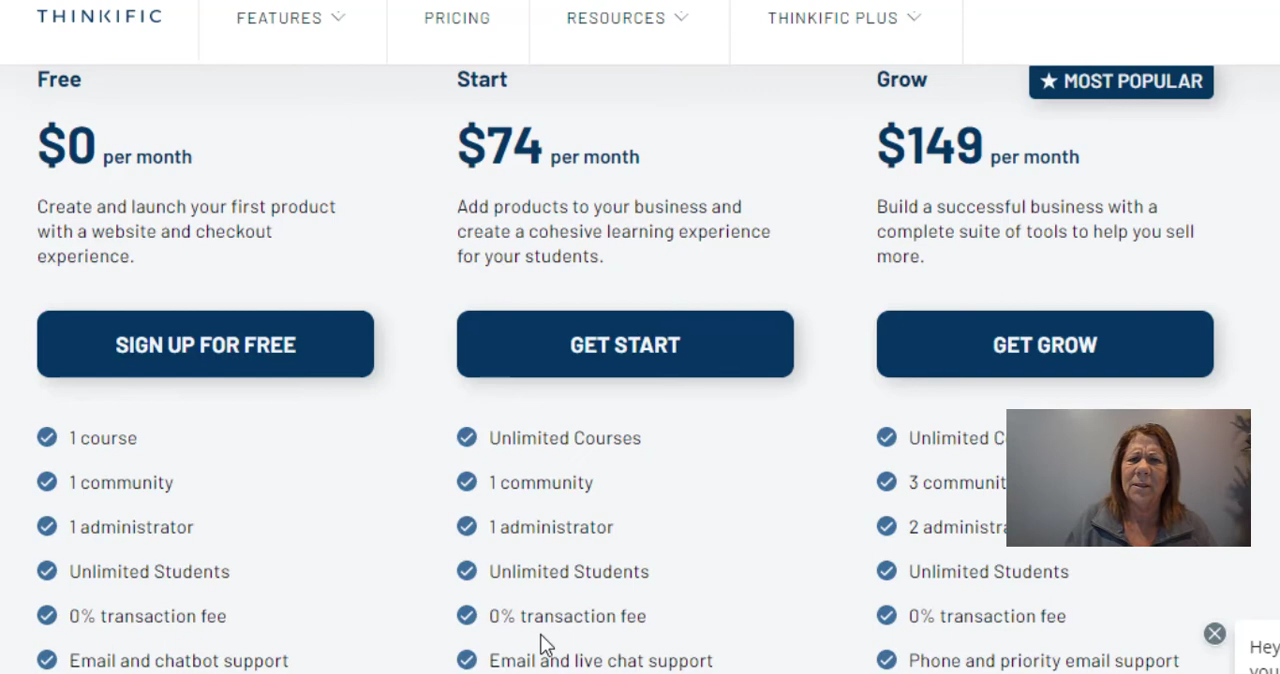 THINKIFIC
FEATURES
PRICING
RESOURCES
THINKIFIC PLUS
Free
$0 per month
Create and launch your first product
with a website and checkout
experience.
SIGN UP FOR FREE
1 course
1 community
1 administrator
Unlimited Students
0% transaction fee
Email and chatbot support
Start
$74 per month
Add products to your business and
create a cohesive learning experience
for your students.
GET START
Unlimited Courses
1 community
1 administrator
Unlimited Students
0% transaction fee
Email and live chat support
Grow
★ MOST POPULAR
$149 per month
Build a successful business with a
complete suite of tools to help you sell
more.
GET GROW
Unlimited
3
2
Unlimited Students
0% transaction fee
Phone and priority email support
Hey